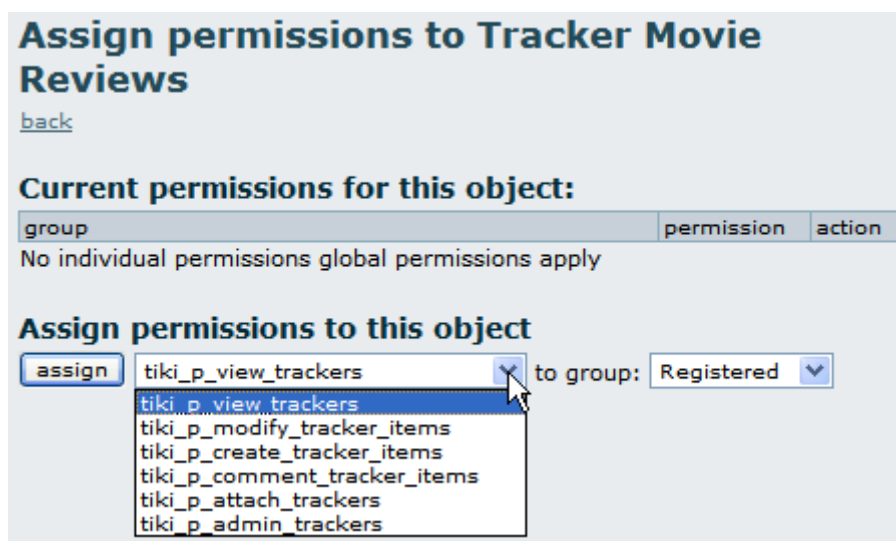 Assign permissions to Tracker Movie
Reviews
back
Current permissions for this object:
group permission action
No individual permissions global permissions apply
Assign permissions to this object
assign tiki_p_view_trackers to group: Registered
tiki_p_view_trackers
tiki_p_modify_tracker_items
tiki_p_create_tracker_items
tiki_p_comment_tracker_items
tiki_p_attach_trackers
tiki_p_admin_trackers